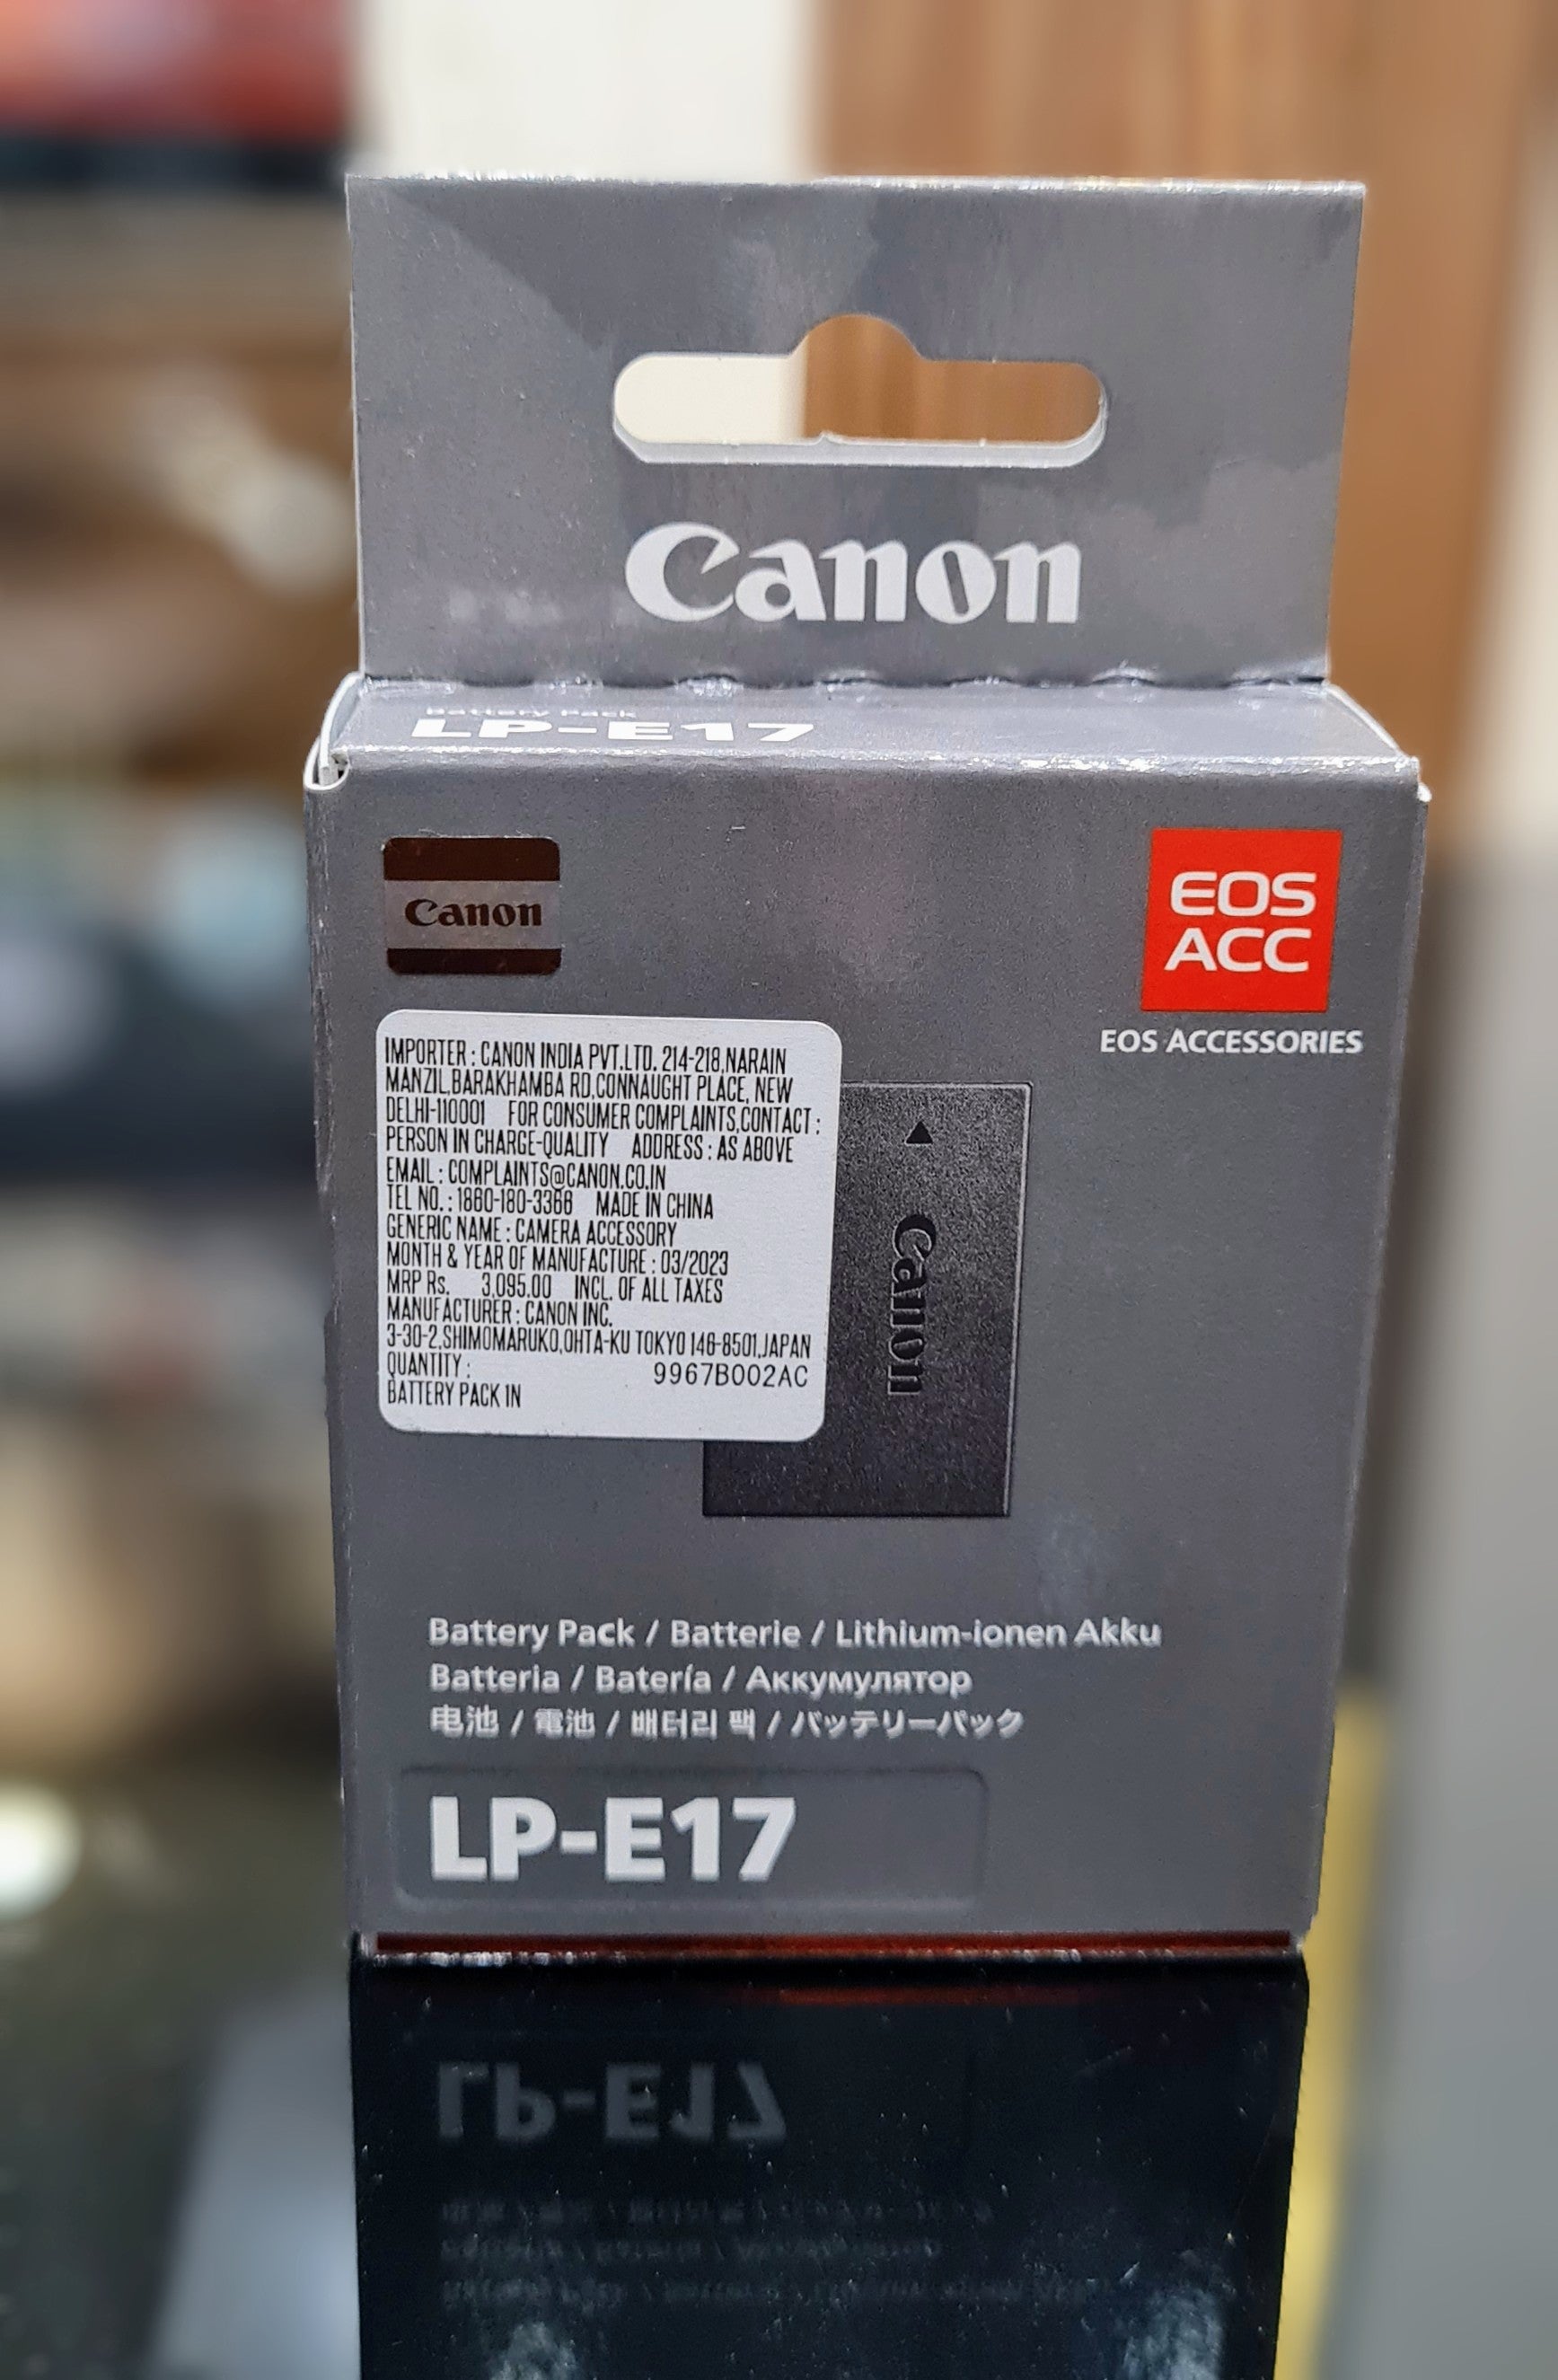 Canon
Battery Pack
LP-E17
Canon
EOS
ACC
EOS ACCESSORIES
IMPORTER : CANON INDIA PVT.LTD. 214-218,NARAIN
MANZIL,BARAKHAMBA RD,CONNAUGHT PLACE, NEW
DELHI-110001 FOR CONSUMER COMPLAINTS,CONTACT :
PERSON IN CHARGE-QUALITY ADDRESS : AS ABOVE
EMAIL : COMPLAINTS@CANON.CO.IN
TEL NO. : 1860-180-3366 MADE IN CHINA
GENERIC NAME : CAMERA ACCESSORY
MONTH & YEAR OF MANUFACTURE : 03/2023
MRP Rs. 3,095.00 INCL. OF ALL TAXES
MANUFACTURER : CANON INC.
3-30-2,SHIMOMARUKO,OHTA-KU TOKYO 146-8501,JAPAN
QUANTITY : 9967B002AC
BATTERY PACK 1N
Canon
Battery Pack / Batterie / Lithium-ionen Akku
Batteria / Batería / Аккумулятор
电池 / 電池 / 배터리 팩 / バッテリーパック
LP-E17